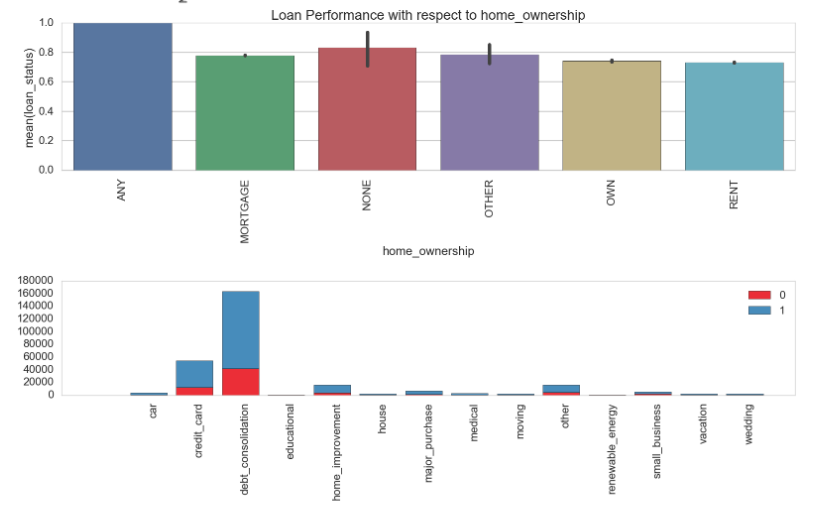 Loan Performance with respect to home_ownership
mean(loan_status)
1.0
0.8
0.6
0.4
0.2
0.0
ANY
MORTGAGE
NONE
OTHER
OWN
RENT
home_ownership
180000
160000
140000
120000
100000
80000
60000
40000
20000
0
0
1
car
credit_card
debt_consolidation
educational
home_improvement
house
major_purchase
medical
moving
other
renewable_energy
small_business
vacation
wedding